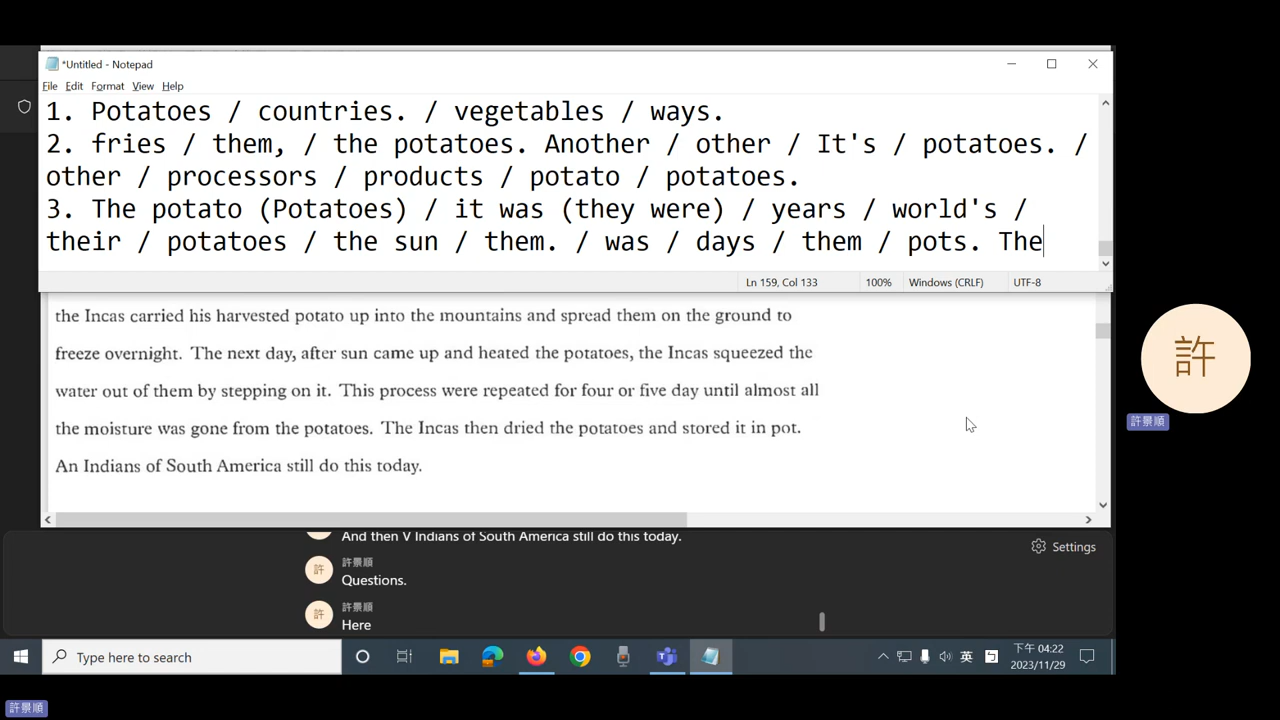 *Untitled - Notepad
File Edit Format View Help
1. Potatoes / countries. / vegetables / ways.
2. fries / them, / the potatoes. Another / other / It's / potatoes. /
other / processors / products / potato / potatoes.
3. The potato (Potatoes) / it was (they were) / years / world's /
their / potatoes / the sun / them. / was / days / them / pots. The
Ln 159, Col 133 100% Windows (CRLF) UTF-8
the Incas carried his harvested potato up into the mountains and spread them on the ground to
freeze overnight. The next day, after sun came up and heated the potatoes, the Incas squeezed the
water out of them by stepping on it. This process were repeated for four or five day until almost all
the moisture was gone from the potatoes. The Incas then dried the potatoes and stored it in pot.
An Indians of South America still do this today.
許
許景順
And then V Indians of South America still do this today.
許 許景順
Questions.
Settings
許 許景順
Here
Type here to search
英
下午 04:22
2023/11/29
許景順